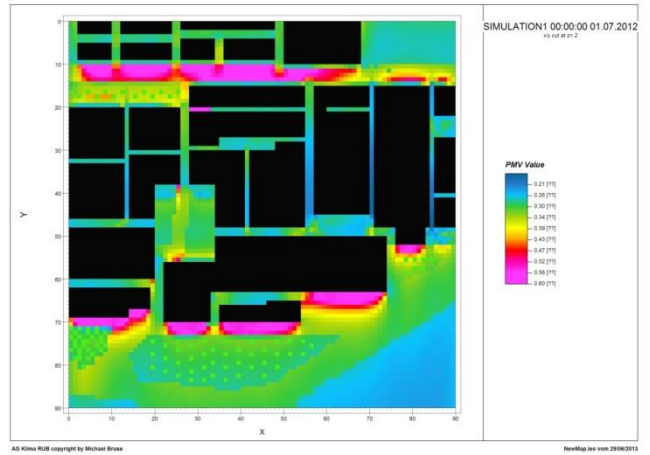 SIMULATION1 00:00:00 01.07.2012
x/y cut at z= 2
0
10
20
30
40
50
60
70
80
90
Y
0 10 20 30 40 50 60 70 80 90
X
PMV Value
0.21 [??]
0.26 [??]
0.30 [??]
0.34 [??]
0.39 [??]
0.43 [??]
0.47 [??]
0.52 [??]
0.56 [??]
0.60 [??]
AG Klima RUB copyright by Michael Bruse
NewMap.leo vom 29/06/2013